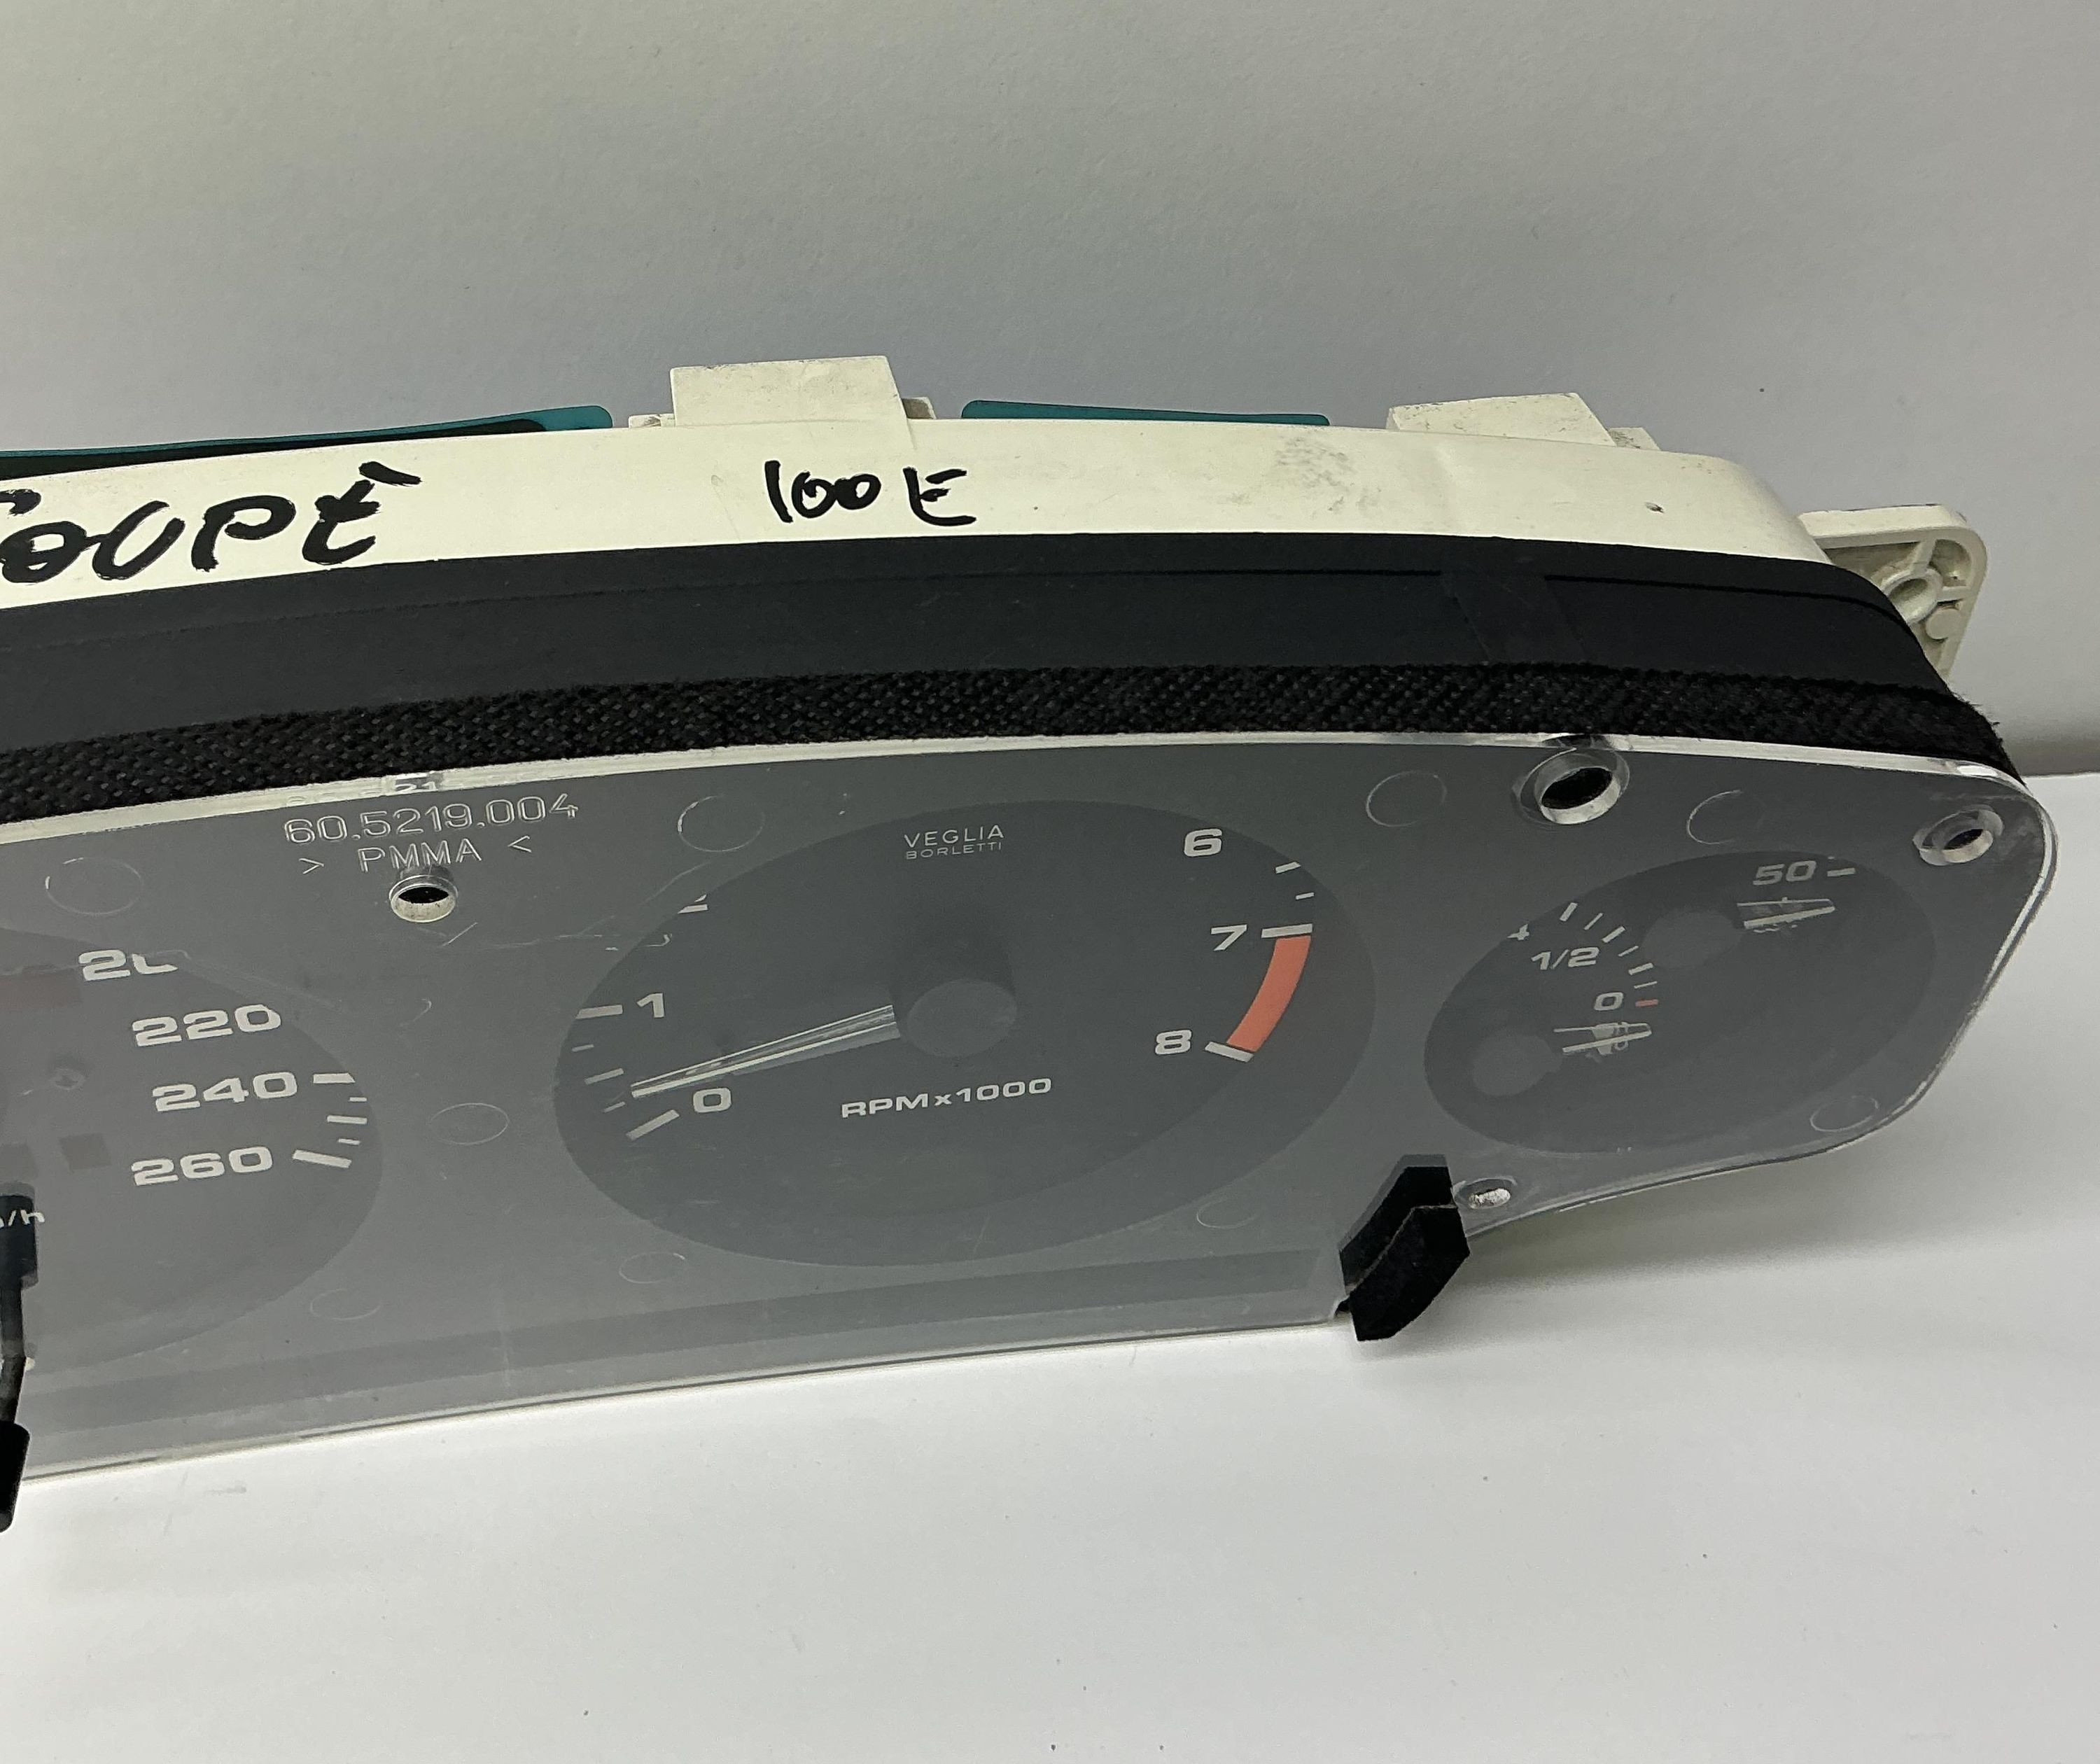 COUPÉ
100 E
60.5219.004
> PMMA <
VEGLIA
BORLETTI
220
240
260
1
0
6
7
8
RPMx1000
50
1/2
0